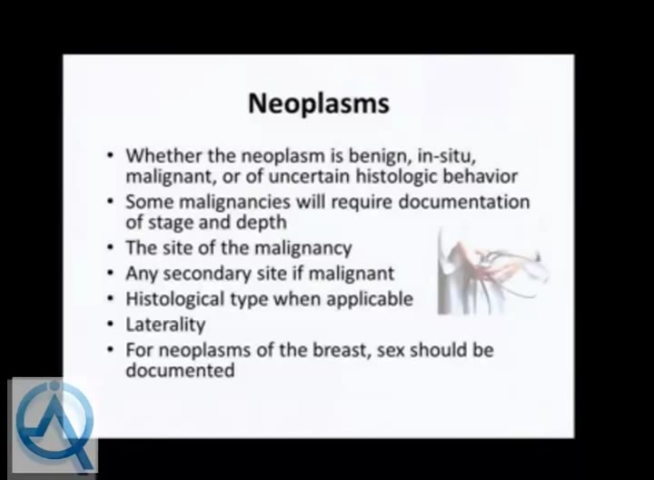 Neoplasms
• Whether the neoplasm is benign, in-situ,
malignant, or of uncertain histologic behavior
• Some malignancies will require documentation
of stage and depth
• The site of the malignancy
• Any secondary site if malignant
• Histological type when applicable
• Laterality
• For neoplasms of the breast, sex should be
documented